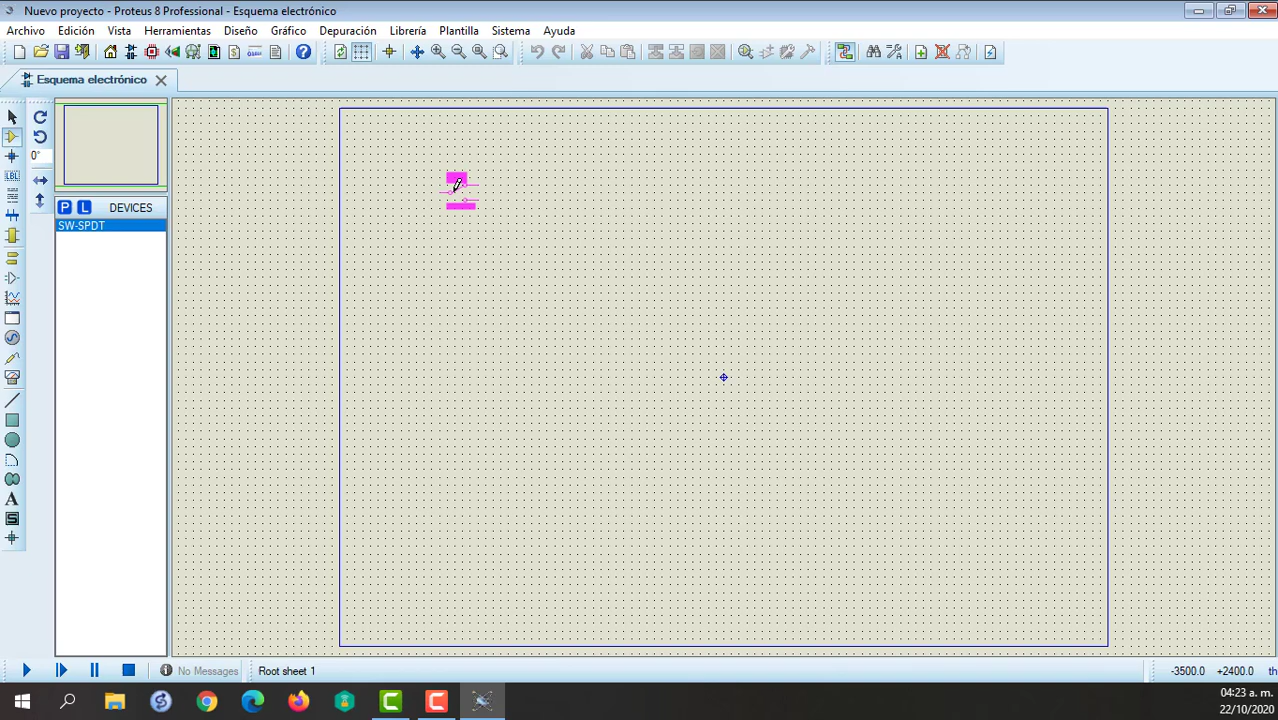 Nuevo proyecto - Proteus 8 Professional - Esquema electrónico
Archivo Edición Vista Herramientas Diseño Gráfico Depuración Librería Plantilla Sistema Ayuda
Esquema electrónico
0°
LBL
P L DEVICES
SW-SPDT
A
S
No Messages Root sheet 1 -3500.0 +2400.0 th
04:23 a. m.
22/10/2020